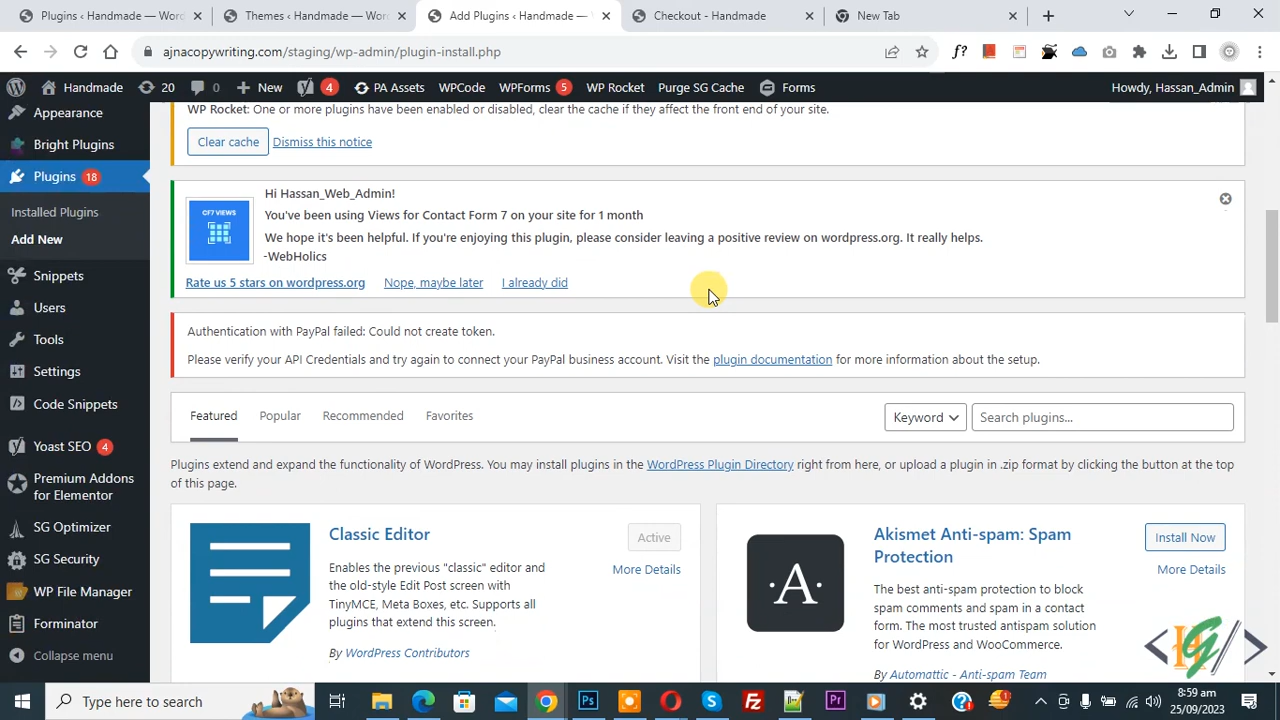 Plugins ‹ Handmade — Wor
Themes ‹ Handmade — Wor
Add Plugins ‹ Handmade —
Checkout - Handmade
New Tab
ajnacopywriting.com/staging/wp-admin/plugin-install.php
Handmade
20
0
New
4
PA Assets
WPCode
WPForms 5
WP Rocket
Purge SG Cache
Forms
Howdy, Hassan_Admin
Appearance
Bright Plugins
Plugins 18
Installed Plugins
Add New
Snippets
Users
Tools
Settings
Code Snippets
Yoast SEO 4
Premium Addons
for Elementor
SG Optimizer
SG Security
WP File Manager
Forminator
Collapse menu
WP Rocket: One or more plugins have been enabled or disabled, clear the cache if they affect the front end of your site.
Clear cache
Dismiss this notice
CF7 VIEWS
Hi Hassan_Web_Admin!
You've been using Views for Contact Form 7 on your site for 1 month
We hope it's been helpful. If you're enjoying this plugin, please consider leaving a positive review on wordpress.org. It really helps.
-WebHolics
Rate us 5 stars on wordpress.org
Nope, maybe later
I already did
Authentication with PayPal failed: Could not create token.
Please verify your API Credentials and try again to connect your PayPal business account. Visit the plugin documentation for more information about the setup.
Featured
Popular
Recommended
Favorites
Keyword
Search plugins...
Plugins extend and expand the functionality of WordPress. You may install plugins in the WordPress Plugin Directory right from here, or upload a plugin in .zip format by clicking the button at the top
of this page.
Classic Editor
Active
More Details
Enables the previous "classic" editor and
the old-style Edit Post screen with
TinyMCE, Meta Boxes, etc. Supports all
plugins that extend this screen.
By WordPress Contributors
A
Akismet Anti-spam: Spam
Protection
Install Now
More Details
The best anti-spam protection to block
spam comments and spam in a contact
form. The most trusted antispam solution
for WordPress and WooCommerce.
By Automattic - Anti-spam Team
Type here to search
8:59 am
25/09/2023